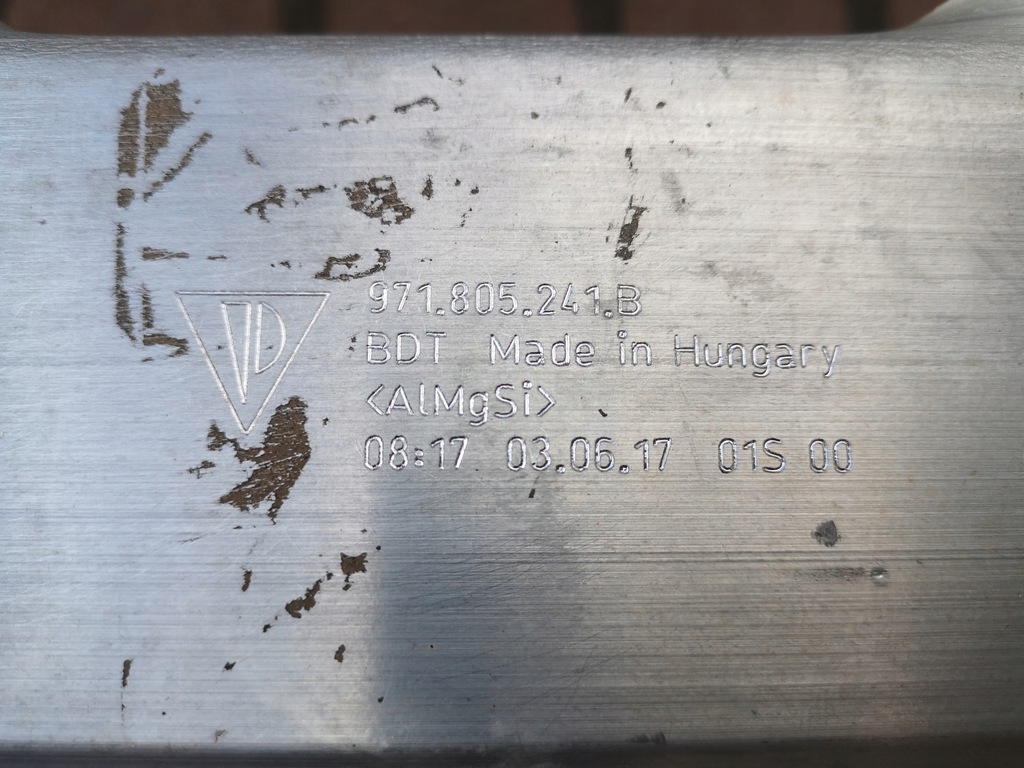 971.805.241.B
BDT Made in Hungary
<AlMgSi>
08:17 03.06.17 01S 00